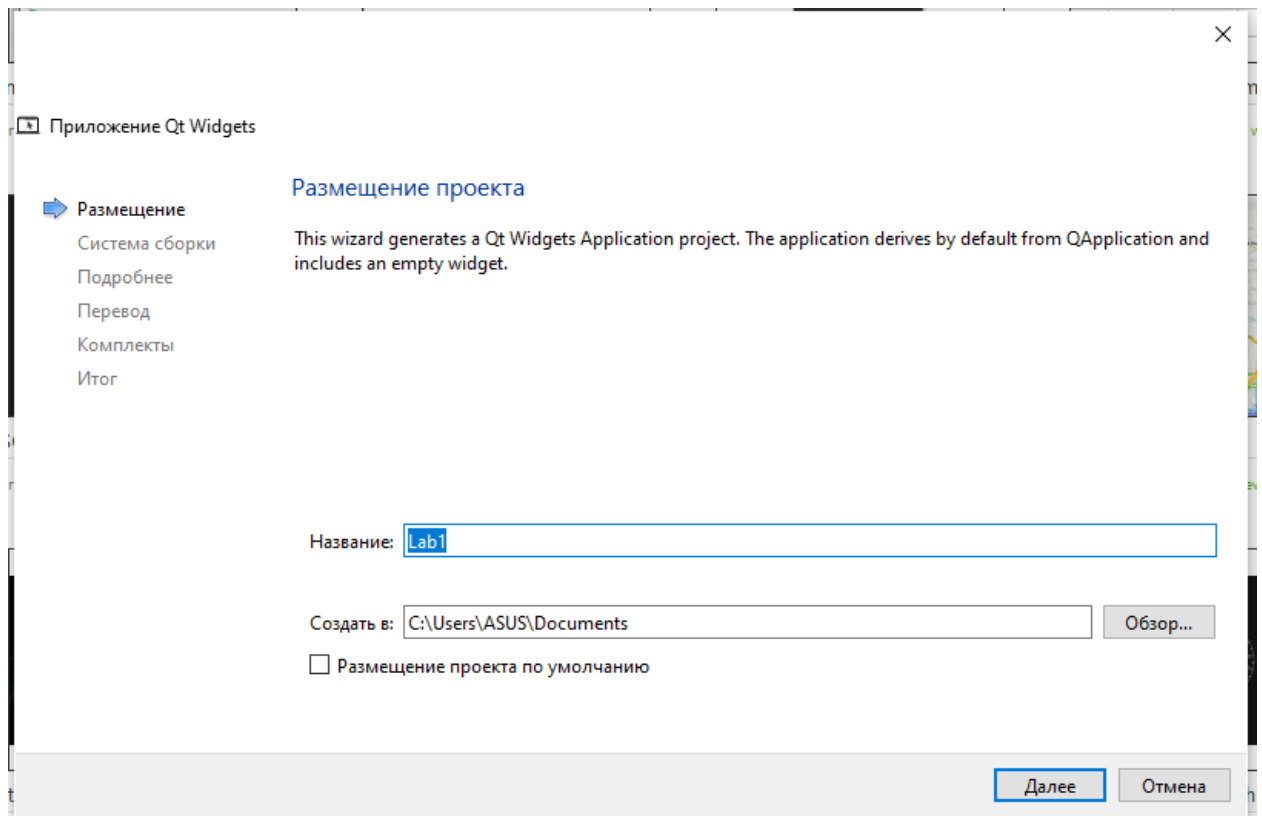 Приложение Qt Widgets
Размещение
Система сборки
Подробнее
Перевод
Комплекты
Итог
Размещение проекта
This wizard generates a Qt Widgets Application project. The application derives by default from QApplication and
includes an empty widget.
Название: Lab1
Создать в: C:\Users\ASUS\Documents
Обзор...
Размещение проекта по умолчанию
Далее
Отмена